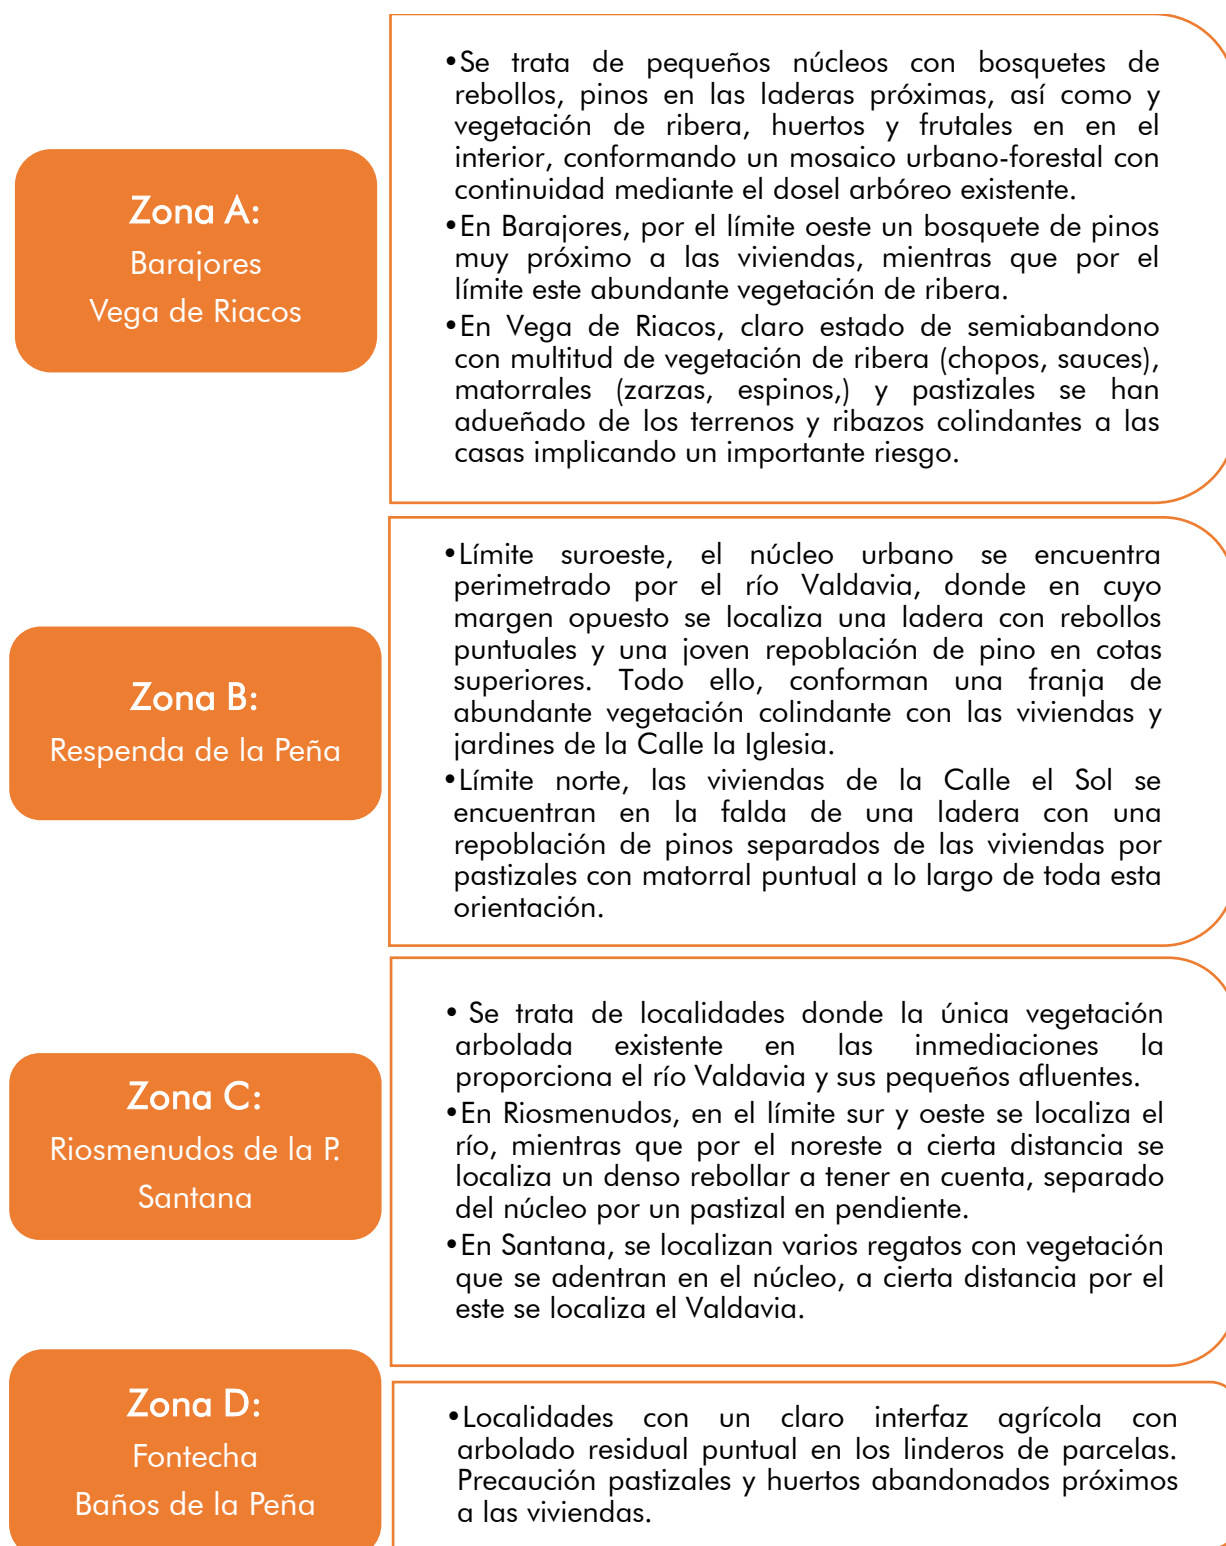 Zona A:
Barajores
Vega de Riacos
•Se trata de pequeños núcleos con bosquetes de
rebollos, pinos en las laderas próximas, así como y
vegetación de ribera, huertos y frutales en en el
interior, conformando un mosaico urbano-forestal con
continuidad mediante el dosel arbóreo existente.
•En Barajores, por el límite oeste un bosquete de pinos
muy próximo a las viviendas, mientras que por el
límite este abundante vegetación de ribera.
•En Vega de Riacos, claro estado de semiabandono
con multitud de vegetación de ribera (chopos, sauces),
matorrales (zarzas, espinos,) y pastizales se han
adueñado de los terrenos y ribazos colindantes a las
casas implicando un importante riesgo.
Zona B:
Respenda de la Peña
•Límite suroeste, el núcleo urbano se encuentra
perimetrado por el río Valdavia, donde en cuyo
margen opuesto se localiza una ladera con rebollos
puntuales y una joven repoblación de pino en cotas
superiores. Todo ello, conforman una franja de
abundante vegetación colindante con las viviendas y
jardines de la Calle la Iglesia.
•Límite norte, las viviendas de la Calle el Sol se
encuentran en la falda de una ladera con una
repoblación de pinos separados de las viviendas por
pastizales con matorral puntual a lo largo de toda esta
orientación.
Zona C:
Riosmenudos de la P.
Santana
• Se trata de localidades donde la única vegetación
arbolada existente en las inmediaciones la
proporciona el río Valdavia y sus pequeños afluentes.
•En Riosmenudos, en el límite sur y oeste se localiza el
río, mientras que por el noreste a cierta distancia se
localiza un denso rebollar a tener en cuenta, separado
del núcleo por un pastizal en pendiente.
•En Santana, se localizan varios regatos con vegetación
que se adentran en el núcleo, a cierta distancia por el
este se localiza el Valdavia.
Zona D:
Fontecha
Baños de la Peña
•Localidades con un claro interfaz agrícola con
arbolado residual puntual en los linderos de parcelas.
Precaución pastizales y huertos abandonados próximos
a las viviendas.